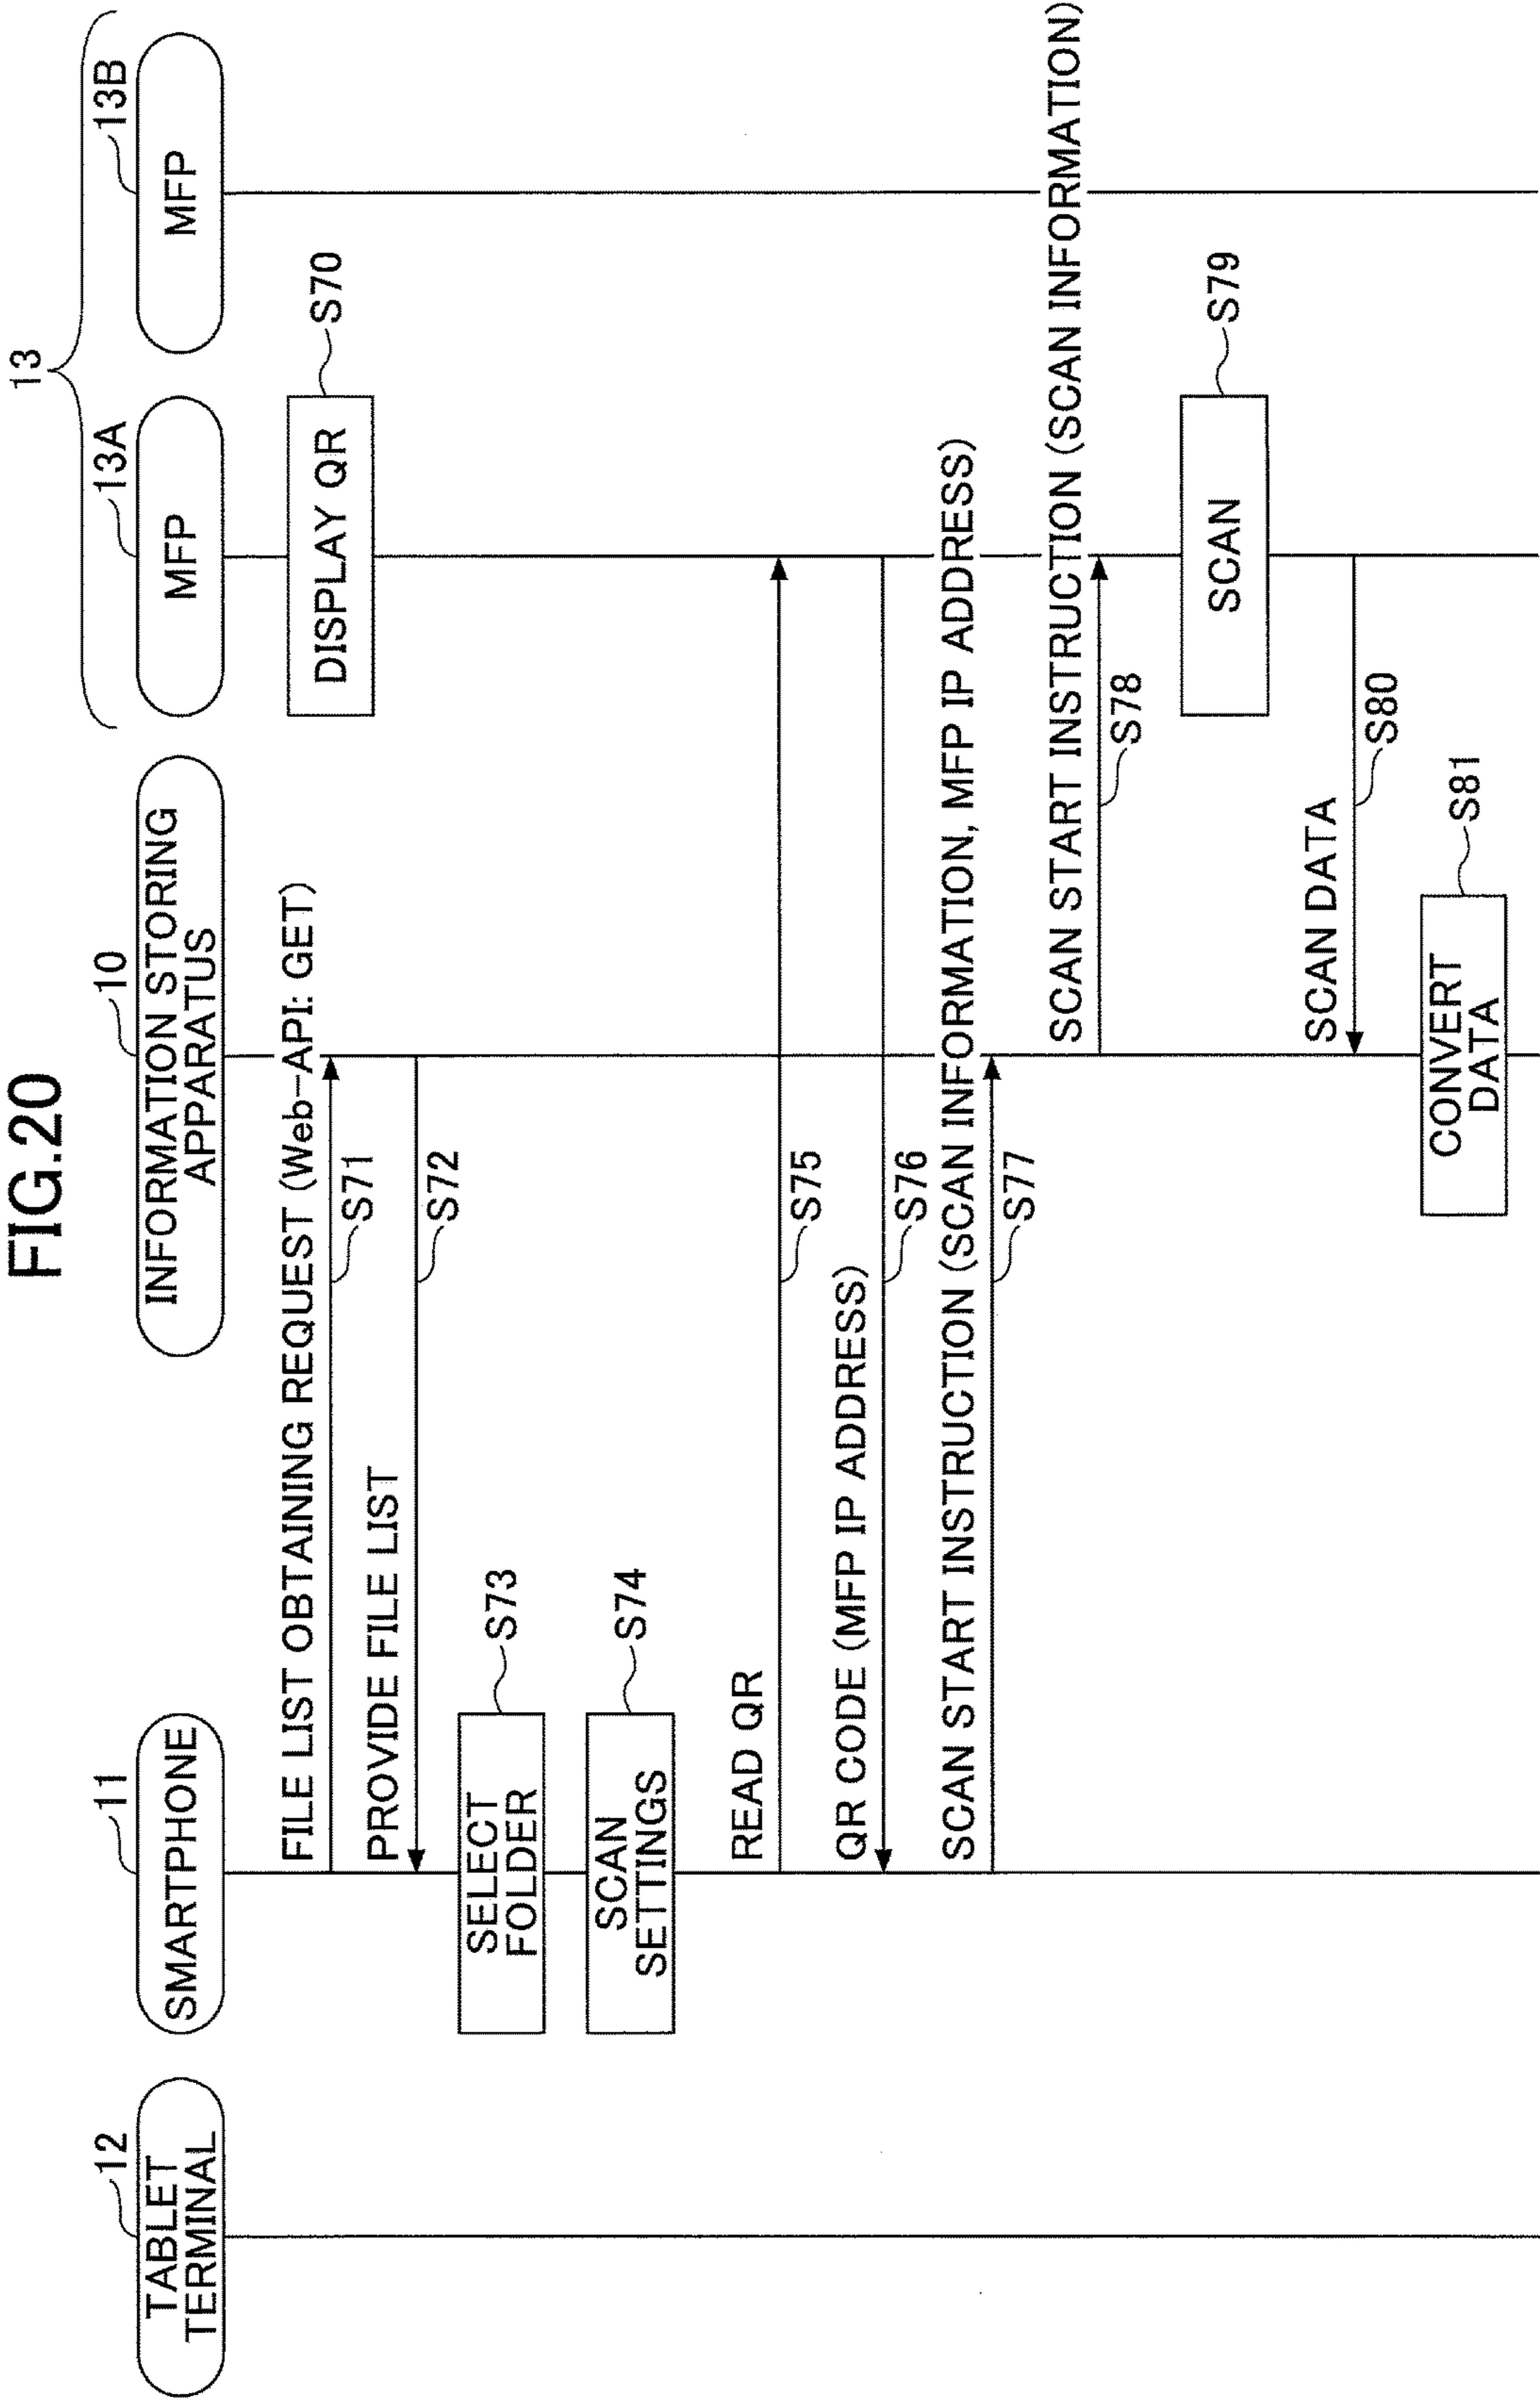 FIG.20
12
TABLET
TERMINAL
11
SMARTPHONE
10
INFORMATION STORING
APPARATUS
13
13A
MFP
13B
MFP
DISPLAY QR
S70
FILE LIST OBTAINING REQUEST (Web-API: GET)
S71
PROVIDE FILE LIST
S72
SELECT
FOLDER
S73
SCAN
SETTINGS
S74
READ QR
S75
QR CODE (MFP IP ADDRESS)
S76
SCAN START INSTRUCTION (SCAN INFORMATION, MFP IP ADDRESS)
S77
SCAN START INSTRUCTION (SCAN INFORMATION)
S78
SCAN
S79
SCAN DATA
S80
CONVERT
DATA
S81